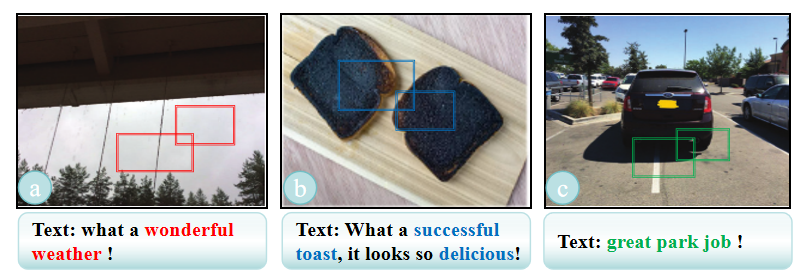 a
b
c
Text: what a wonderful
weather !
Text: What a successful
toast, it looks so delicious!
Text: great park job !